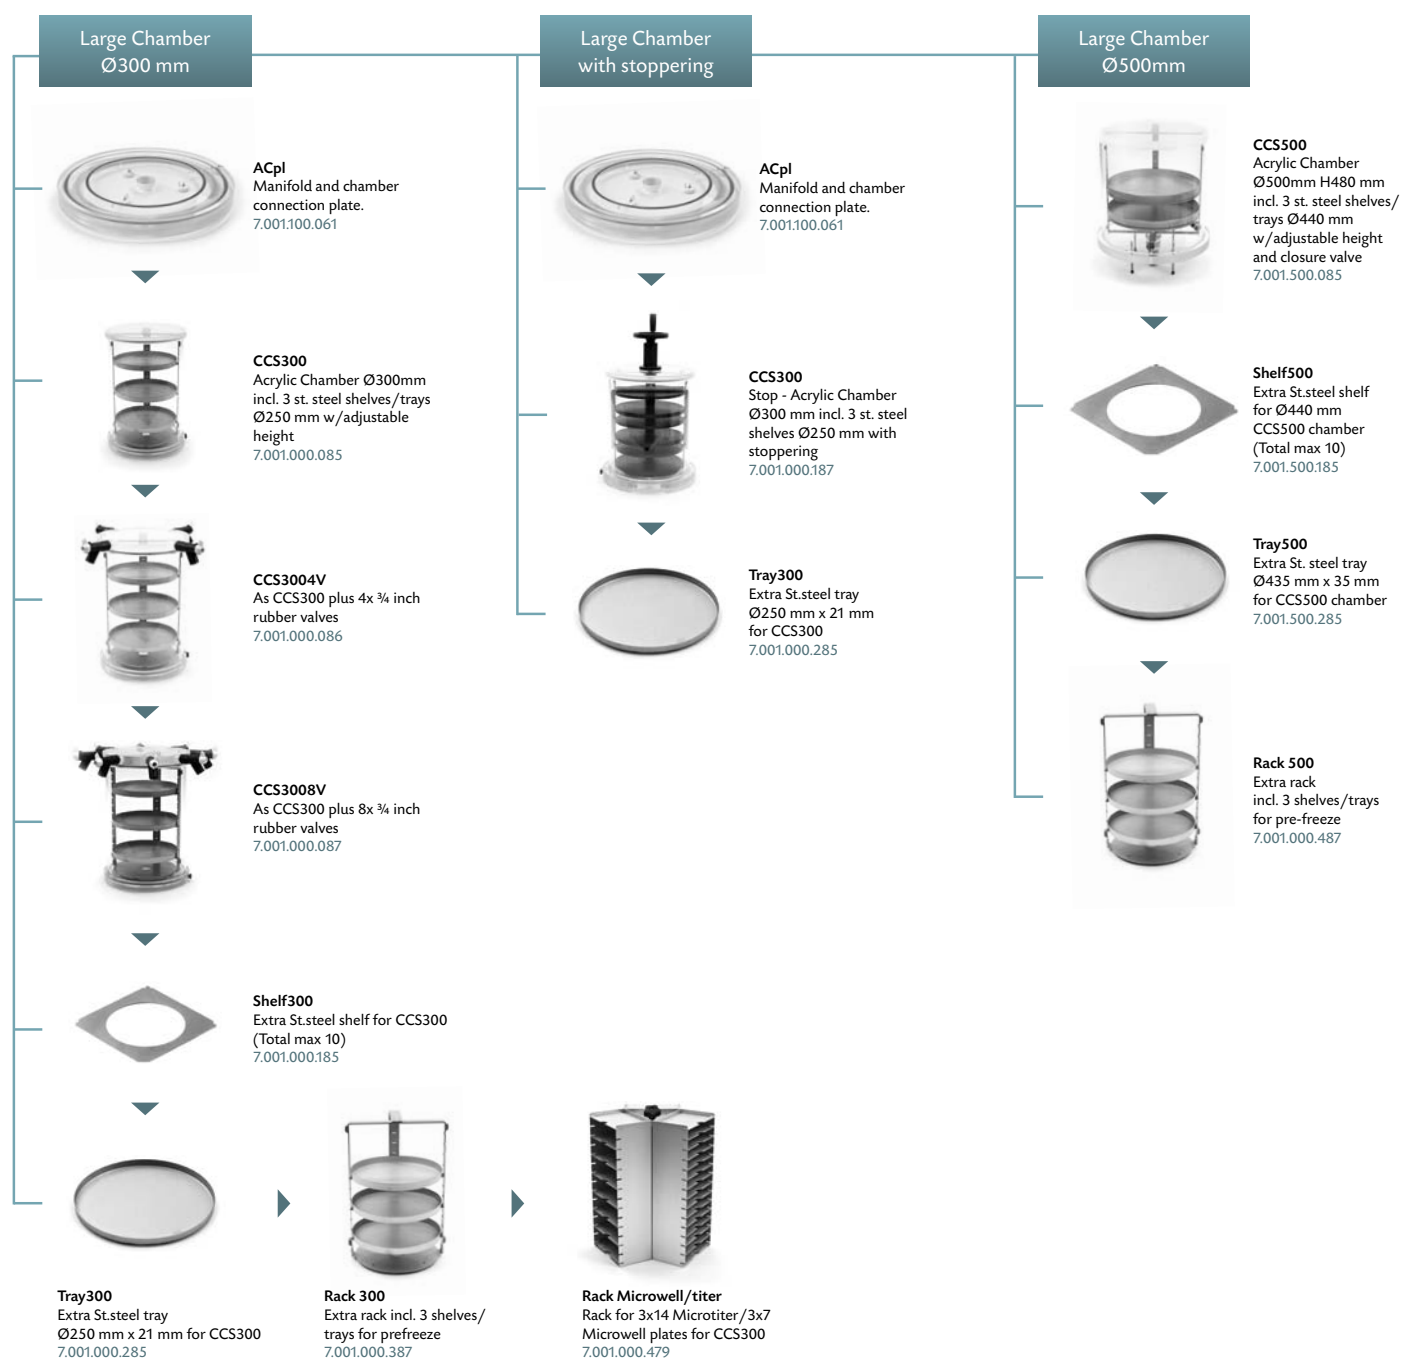 Large Chamber
Ø300 mm
ACpl
Manifold and chamber
connection plate.
7.001.100.061
CCS300
Acrylic Chamber Ø300mm
incl. 3 st. steel shelves/trays
Ø250 mm w/adjustable
height
7.001.000.085
CCS3004V
As CCS300 plus 4x ¾ inch
rubber valves
7.001.000.086
CCS3008V
As CCS300 plus 8x ¾ inch
rubber valves
7.001.000.087
Shelf300
Extra St.steel shelf for CCS300
(Total max 10)
7.001.000.185
Tray300
Extra St.steel tray
Ø250 mm x 21 mm for CCS300
7.001.000.285
Rack 300
Extra rack incl. 3 shelves/
trays for prefreeze
7.001.000.387
Rack Microwell/titer
Rack for 3x14 Microtiter/3x7
Microwell plates for CCS300
7.001.000.479
Large Chamber
with stoppering
ACpl
Manifold and chamber
connection plate.
7.001.100.061
CCS300
Stop - Acrylic Chamber
Ø300 mm incl. 3 st. steel
shelves Ø250 mm with
stoppering
7.001.000.187
Tray300
Extra St.steel tray
Ø250 mm x 21 mm
for CCS300
7.001.000.285
Large Chamber
Ø500mm
CCS500
Acrylic Chamber
Ø500mm H480 mm
incl. 3 st. steel shelves/
trays Ø440 mm
w/adjustable height
and closure valve
7.001.500.085
Shelf500
Extra St.steel shelf
for Ø440 mm
CCS500 chamber
(Total max 10)
7.001.500.185
Tray500
Extra St. steel tray
Ø435 mm x 35 mm
for CCS500 chamber
7.001.500.285
Rack 500
Extra rack
incl. 3 shelves/trays
for pre-freeze
7.001.000.487